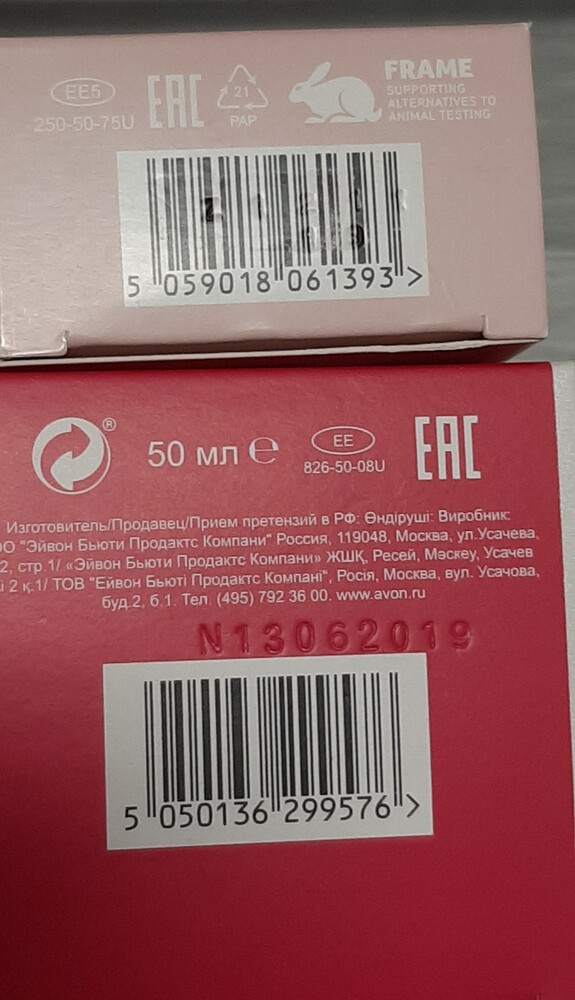 EE5
250-50-75U
EAC
21
PAP
FRAME
SUPPORTING
ALTERNATIVES TO
ANIMAL TESTING
5 059018 061393 >
®
50 мл ℮
EE
826-50-08U
EAC
Изготовитель/Продавец/Прием претензий в РФ: Өндіруші: Виробник:
"Эйвон Бьюти Продактс Компани" Россия, 119048, Москва, ул.Усачева,
2, стр.1/ «Эйвон Бьюти Продактс Компани» ЖШҚ, Ресей, Мәскеу, Усачев
2 қ.1/ ТОВ "Ейвон Бьюті Продактс Компані", Росія, Москва, вул. Усачова,
буд.2, б.1. Тел. (495) 792 36 00. www.avon.ru
N13062019
5 050136 299576 >